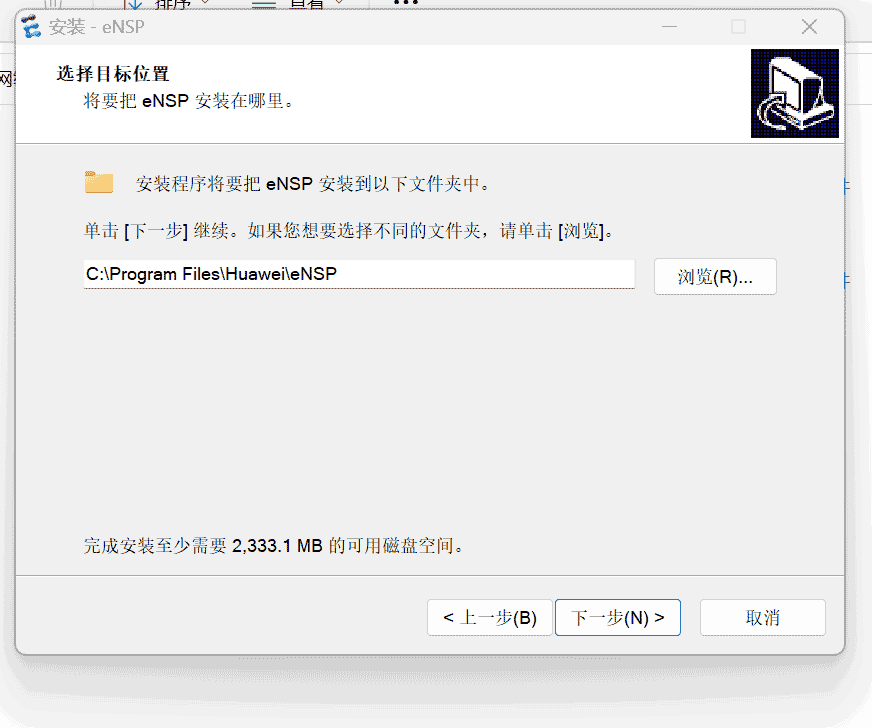 排序
查看
安装 - eNSP
选择目标位置
将要把 eNSP 安装在哪里。
安装程序将要把 eNSP 安装到以下文件夹中。
单击 [下一步] 继续。如果您想要选择不同的文件夹，请单击 [浏览]。
C:\Program Files\Huawei\eNSP
浏览(R)...
完成安装至少需要 2,333.1 MB 的可用磁盘空间。
< 上一步(B)
下一步(N) >
取消